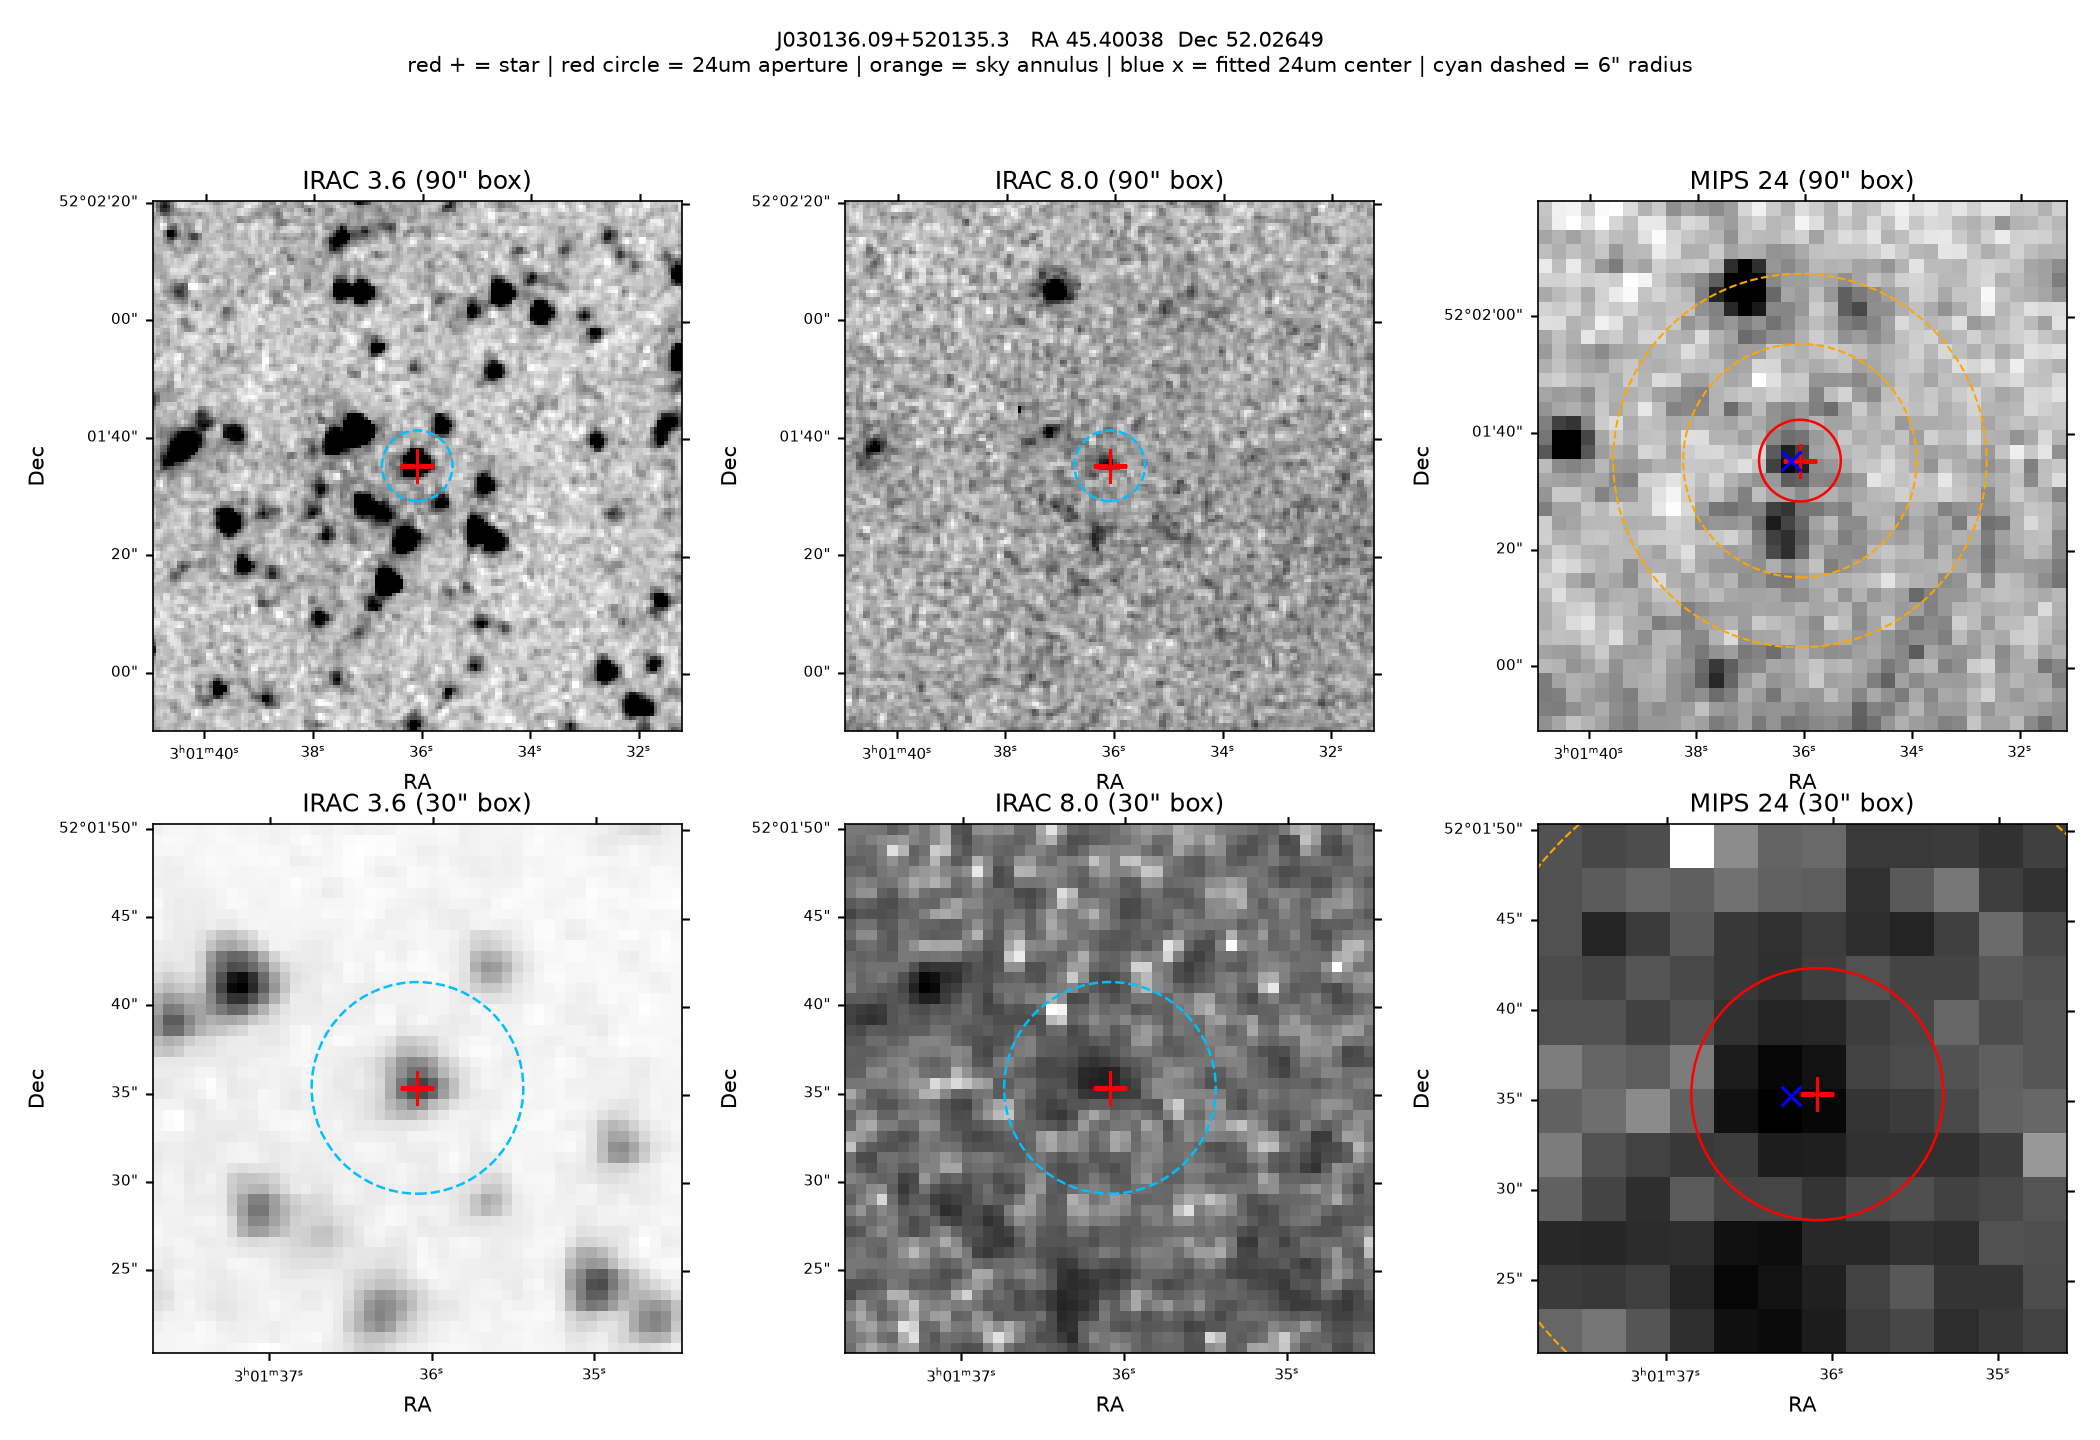 J030136.09+520135.3   RA 45.40038  Dec 52.02649
red + = star | red circle = 24um aperture | orange = sky annulus | blue x = fitted 24um center | cyan dashed = 6" radius
IRAC 3.6 (90" box)
52°02'20"
00"
01'40"
20"
00"
Dec
3ʰ01ᵐ40ˢ
38ˢ
36ˢ
34ˢ
32ˢ
RA
IRAC 8.0 (90" box)
52°02'20"
00"
01'40"
20"
00"
Dec
3ʰ01ᵐ40ˢ
38ˢ
36ˢ
34ˢ
32ˢ
RA
MIPS 24 (90" box)
52°02'00"
01'40"
20"
00"
Dec
3ʰ01ᵐ40ˢ
38ˢ
36ˢ
34ˢ
32ˢ
RA
IRAC 3.6 (30" box)
52°01'50"
45"
40"
35"
30"
25"
Dec
3ʰ01ᵐ37ˢ
36ˢ
35ˢ
RA
IRAC 8.0 (30" box)
52°01'50"
45"
40"
35"
30"
25"
Dec
3ʰ01ᵐ37ˢ
36ˢ
35ˢ
RA
MIPS 24 (30" box)
52°01'50"
45"
40"
35"
30"
25"
Dec
3ʰ01ᵐ37ˢ
36ˢ
35ˢ
RA